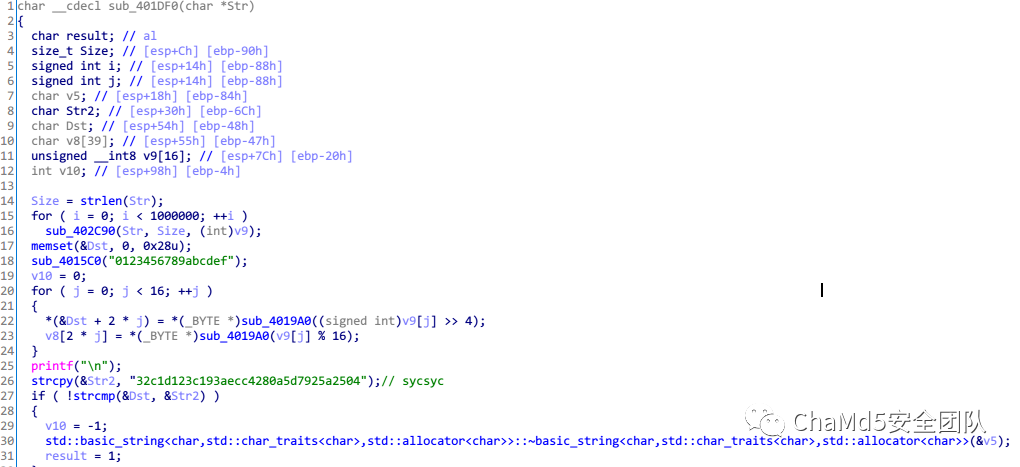 1 char __cdecl sub_401DF0(char *Str)
2 {
3 char result; // al
4 size_t Size; // [esp+Ch] [ebp-90h]
5 signed int i; // [esp+14h] [ebp-88h]
6 signed int j; // [esp+14h] [ebp-88h]
7 char v5; // [esp+18h] [ebp-84h]
8 char Str2; // [esp+30h] [ebp-6Ch]
9 char Dst; // [esp+54h] [ebp-48h]
10 char v8[39]; // [esp+55h] [ebp-47h]
11 unsigned __int8 v9[16]; // [esp+7Ch] [ebp-20h]
12 int v10; // [esp+98h] [ebp-4h]
13
14 Size = strlen(Str);
15 for ( i = 0; i < 1000000; ++i )
16 sub_402C90(Str, Size, (int)v9);
17 memset(&Dst, 0, 0x28u);
18 sub_4015C0("0123456789abcdef");
19 v10 = 0;
20 for ( j = 0; j < 16; ++j )
21 {
22 *(&Dst + 2 * j) = *(_BYTE *)sub_4019A0((signed int)v9[j] >> 4);
23 v8[2 * j] = *(_BYTE *)sub_4019A0(v9[j] % 16);
24 }
25 printf("\n");
26 strcpy(&Str2, "32c1d123c193aecc4280a5d7925a2504");// sycsyc
27 if ( !strcmp(&Dst, &Str2) )
28 {
29 v10 = -1;
30 std::basic_string<char,std::char_traits<char>,std::allocator<char>>::~basic_string<char,std::char_traits<char>,std::allocator<char>>(&v5);
31 result = 1;
ChaMd5安全团队